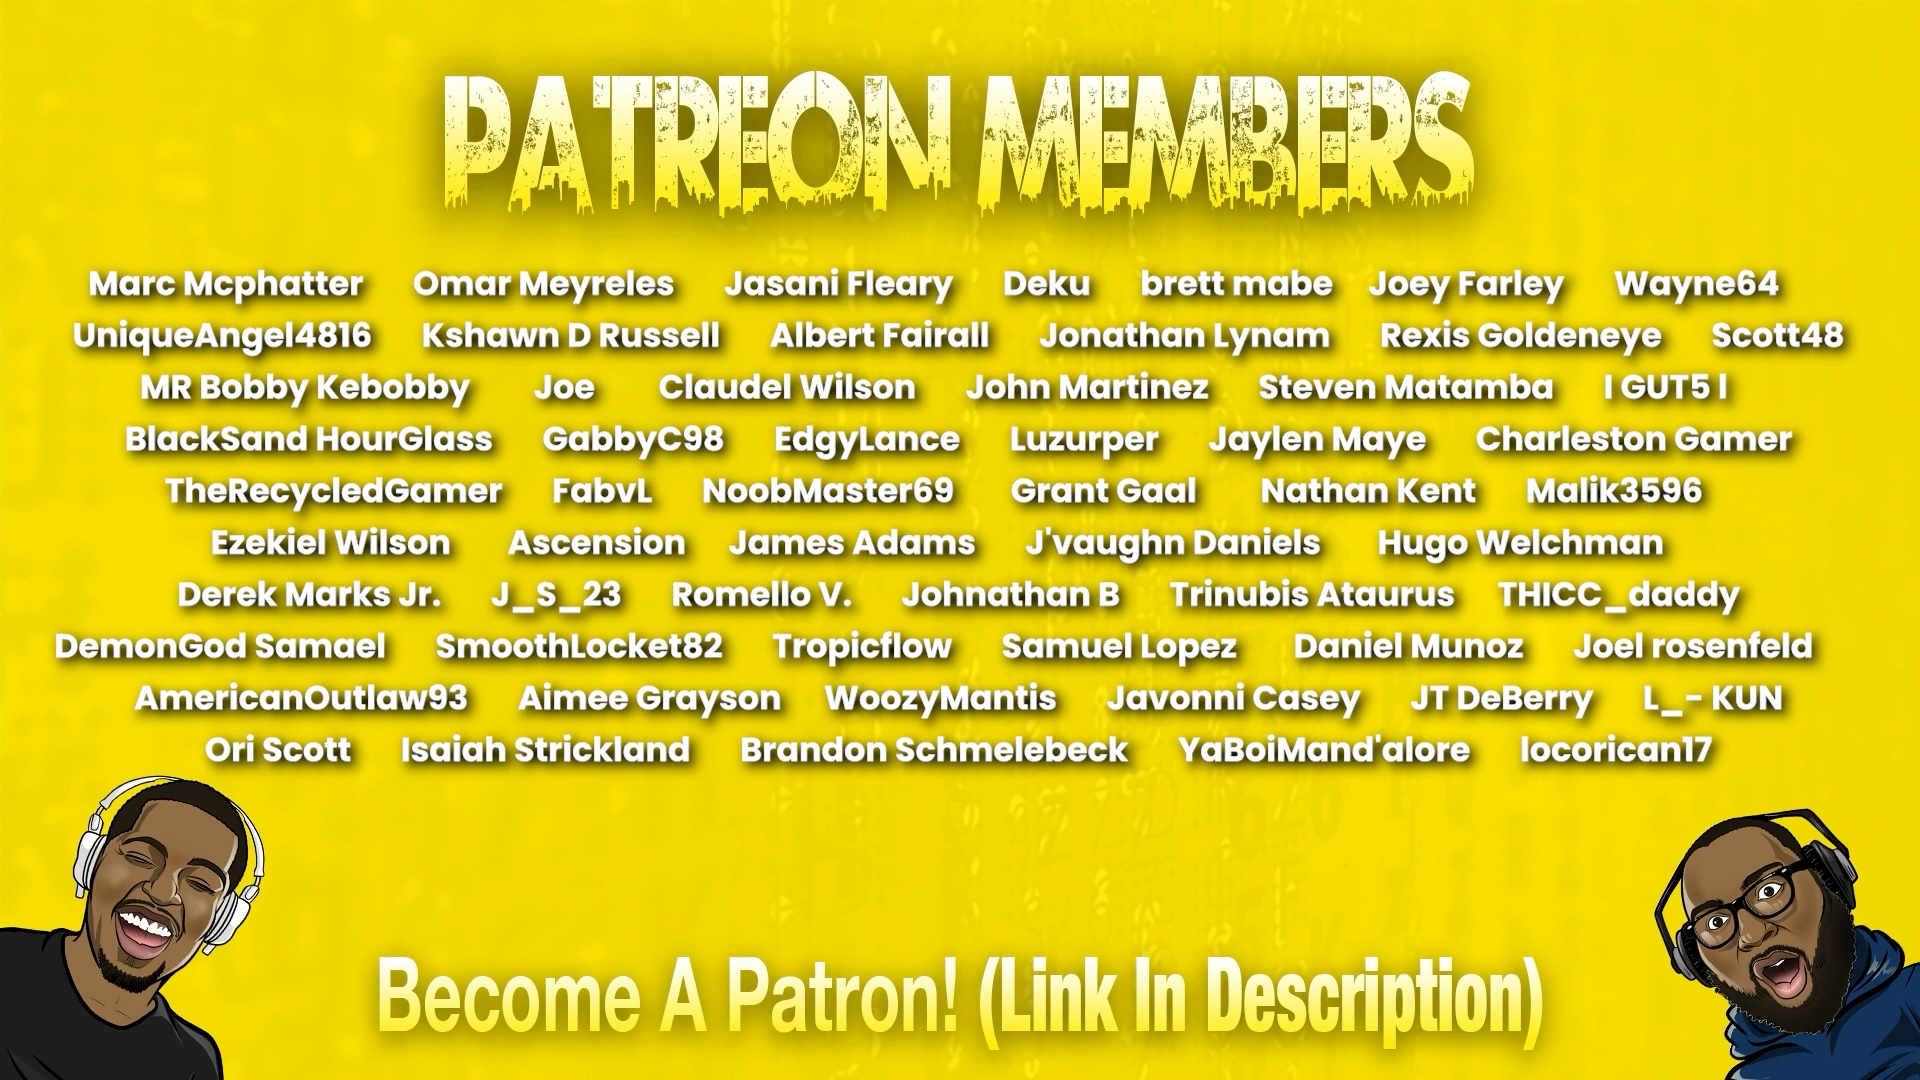 PATREON MEMBERS
Marc Mcphatter Omar Meyreles Jasani Fleary Deku brett mabe Joey Farley Wayne64
UniqueAngel4816 Kshawn D Russell Albert Fairall Jonathan Lynam Rexis Goldeneye Scott48
MR Bobby Kebobby Joe Claudel Wilson John Martinez Steven Matamba I GUT5 l
BlackSand HourGlass GabbyC98 EdgyLance Luzurper Jaylen Maye Charleston Gamer
TheRecycledGamer FabvL NoobMaster69 Grant Gaal Nathan Kent Malik3596
Ezekiel Wilson Ascension James Adams J'vaughn Daniels Hugo Welchman
Derek Marks Jr. J_S_23 Romello V. Johnathan B Trinubis Ataurus THICC_daddy
DemonGod Samael SmoothLocket82 Tropicflow Samuel Lopez Daniel Munoz Joel rosenfeld
AmericanOutlaw93 Aimee Grayson WoozyMantis Javonni Casey JT DeBerry L_- KUN
Ori Scott Isaiah Strickland Brandon Schmelebeck YaBoiMand'alore locorican17
Become A Patron! (Link In Description)